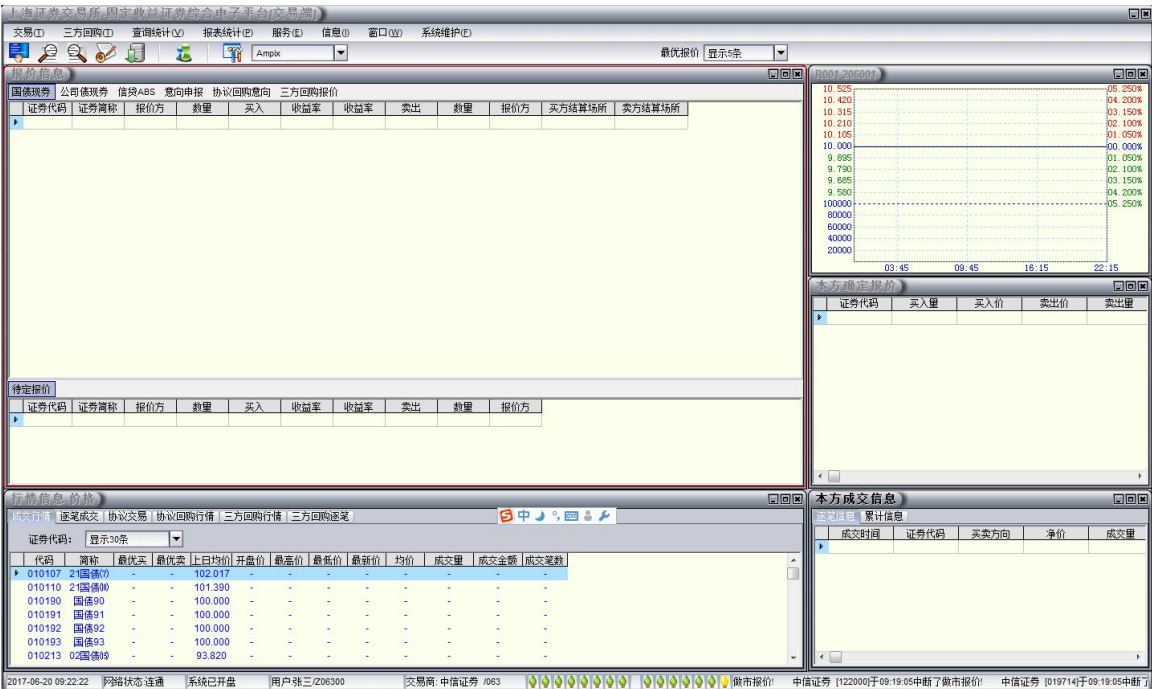 上海证券交易所-固定收益证券综合电子平台[交易端]
交易(T) 三方回购(T) 查询统计(V) 报表统计(P) 服务(E) 信息(I) 窗口(W) 系统维护(F)
Ampix 最优报价 显示5条
报价信息
国债现券 公司债现券 信贷ABS 意向申报 协议回购意向 三方回购报价
证券代码 证券简称 报价方 数量 买入 收益率 收益率 卖出 数量 报价方 买方结算场所 卖方结算场所
待定报价
证券代码 证券简称 报价方 数量 买入 收益率 收益率 卖出 数量 报价方
R001,206001
10.525 05.250%
10.420 04.200%
10.315 03.150%
10.210 02.100%
10.105 01.050%
10.000 00.000%
9.895 01.050%
9.790 02.100%
9.685 03.150%
9.580 04.200%
100000 05.250%
80000
60000
40000
20000
03:45 09:45 16:15 22:15
本方确定报价
证券代码 买入量 买入价 卖出价 卖出量
行情信息-价格
成交行情 逐笔成交 协议交易 协议回购行情 三方回购行情 三方回购逐笔
中
证券代码: 显示30条
代码 简称 最优买 最优卖 上日均价 开盘价 最高价 最低价 最新价 均价 成交量 成交金额 成交笔数
010107 21国债(7) - - 102.017 - - - - - - - -
010110 21国债(10) - - 101.390 - - - - - - - -
010190 国债90 - - 100.000 - - - - - - - -
010191 国债91 - - 100.000 - - - - - - - -
010192 国债92 - - 100.000 - - - - - - - -
010193 国债93 - - 100.000 - - - - - - - -
010213 02国债(13) - - 93.820 - - - - - - - -
本方成交信息
逐笔信息 累计信息
成交时间 证券代码 买卖方向 净价 成交量
2017-06-20 09:22:22 网络状态:连通 系统已开盘 用户:张三/Z06300 交易商: 中信证券 /063 做市报价! 中信证券 [122000]于09:19:05中断了做市报价! 中信证券 [019714]于09:19:05中断了